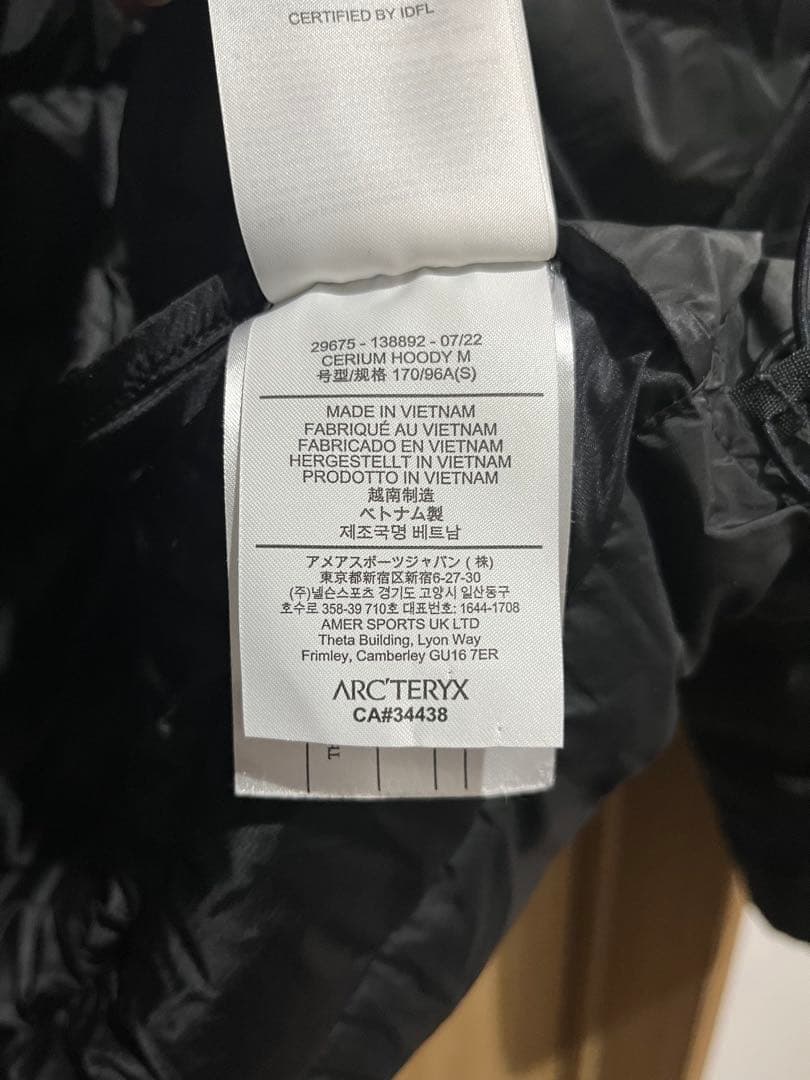 CERTIFIED BY IDFL
29675 - 138892 - 07/22
CERIUM HOODY M
号型/规格 170/96A(S)
MADE IN VIETNAM
FABRIQUÉ AU VIETNAM
FABRICADO EN VIETNAM
HERGESTELLT IN VIETNAM
PRODOTTO IN VIETNAM
越南制造
ベトナム製
제조국명 베트남
アメアスポーツジャパン (株)
東京都新宿区新宿6-27-30
(주)넬슨스포츠 경기도 고양시 일산동구
호수로 358-39 710호 대표번호: 1644-1708
AMER SPORTS UK LTD
Theta Building, Lyon Way
Frimley, Camberley GU16 7ER
ARC'TERYX
CA#34438